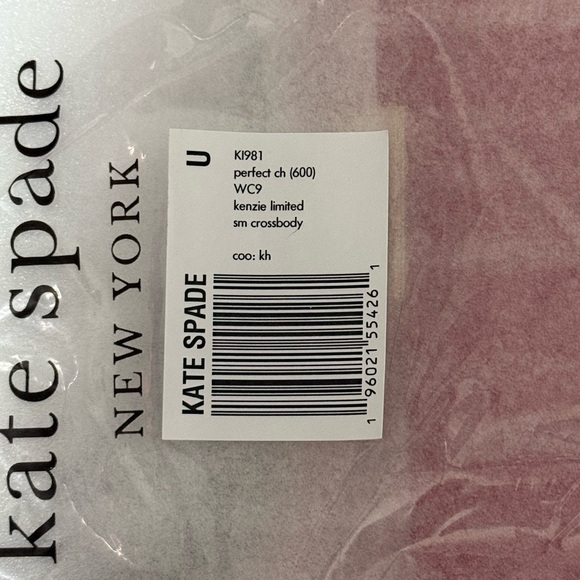 kate spade
NEW YORK
U
KI981
perfect ch (600)
WC9
kenzie limited
sm crossbody
coo: kh
KATE SPADE
1 96021 55426 1